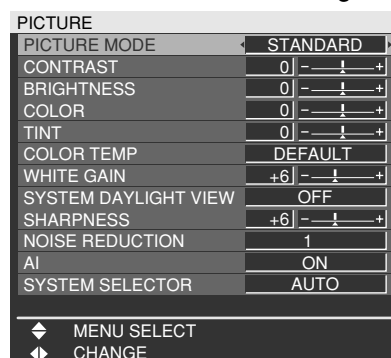 PICTURE
PICTURE MODE STANDARD
CONTRAST 0 - +
BRIGHTNESS 0 - +
COLOR 0 - +
TINT 0 - +
COLOR TEMP DEFAULT
WHITE GAIN +6 - +
SYSTEM DAYLIGHT VIEW OFF
SHARPNESS +6 - +
NOISE REDUCTION 1
AI ON
SYSTEM SELECTOR AUTO
MENU SELECT
CHANGE